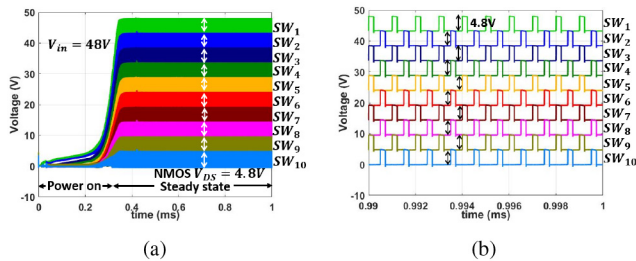 50
40
30
20
10
0
Voltage (V)
V_in = 48V
SW_1
SW_2
SW_3
SW_4
SW_5
SW_6
SW_7
SW_8
SW_9
SW_10
NMOS V_DS = 4.8V
Power on
Steady state
0 0.2 0.4 0.6 0.8 1
time (ms)
(a)
50
40
30
20
10
0
Voltage (V)
4.8V
SW_1
SW_2
SW_3
SW_4
SW_5
SW_6
SW_7
SW_8
SW_9
SW_10
0.99 0.992 0.994 0.996 0.998 1
time (ms)
(b)